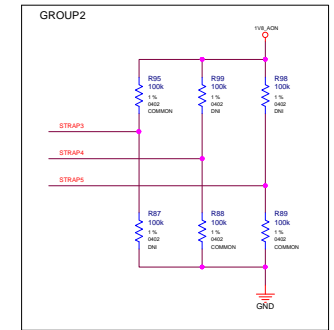 GROUP2
1V8_AON
R95
100k
1 %
0402
COMMON
R99
100k
1 %
0402
DNI
R98
100k
1 %
0402
DNI
STRAP3
STRAP4
STRAP5
R87
100k
1 %
0402
DNI
R88
100k
1 %
0402
COMMON
R89
100k
1 %
0402
COMMON
GND